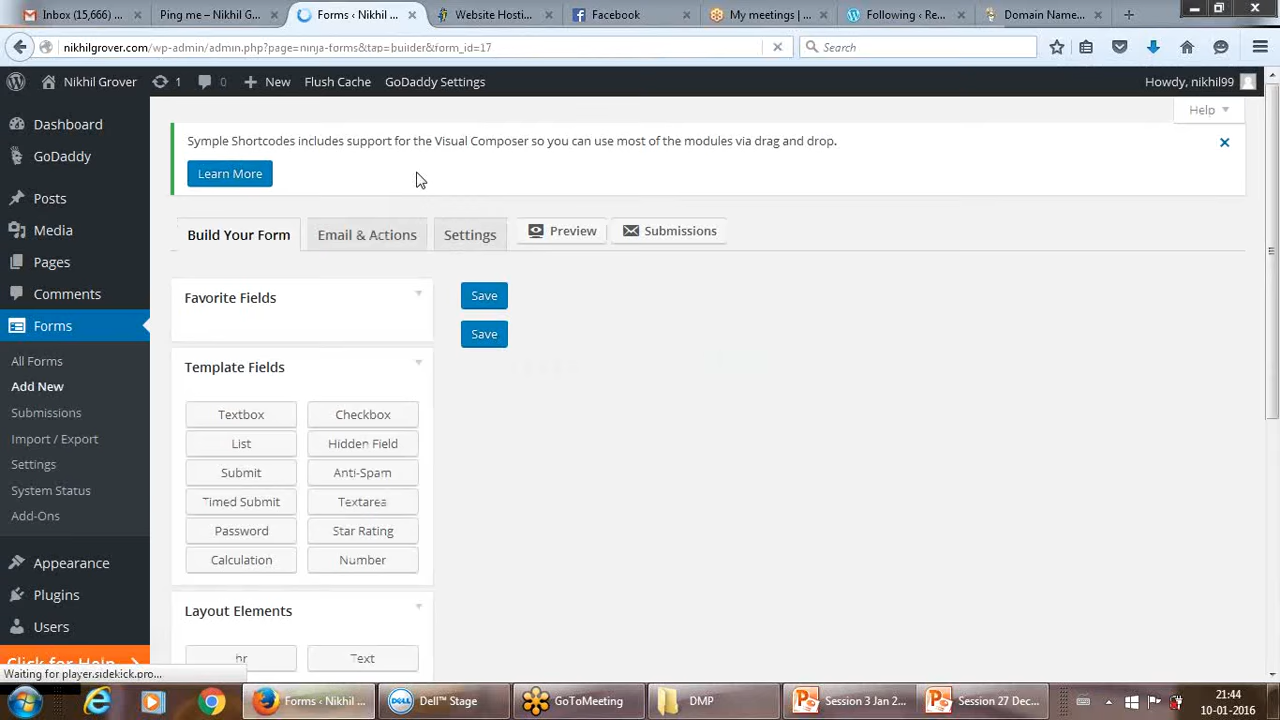 Inbox (15,666)
Ping me – Nikhil G...
Forms ‹ Nikhil ...
Website Hosti...
Facebook
My meetings | ...
Following ‹ Re...
Domain Name...
nikhilgrover.com/wp-admin/admin.php?page=ninja-forms&tab=builder&form_id=17
Search
Nikhil Grover 1 0 New Flush Cache GoDaddy Settings Howdy, nikhil99
Help
Dashboard
GoDaddy
Posts
Media
Pages
Comments
Forms
All Forms
Add New
Submissions
Import / Export
Settings
System Status
Add-Ons
Appearance
Plugins
Users
Click for Help
Symple Shortcodes includes support for the Visual Composer so you can use most of the modules via drag and drop.
Learn More
Build Your Form Email & Actions Settings Preview Submissions
Favorite Fields
Save
Save
Template Fields
Textbox Checkbox
List Hidden Field
Submit Anti-Spam
Timed Submit Textarea
Password Star Rating
Calculation Number
Layout Elements
hr Text
Waiting for player.sidekick.pro...
Forms ‹ Nikhil ...
Dell™ Stage
GoToMeeting
DMP
Session 3 Jan 2...
Session 27 Dec...
21:44
10-01-2016